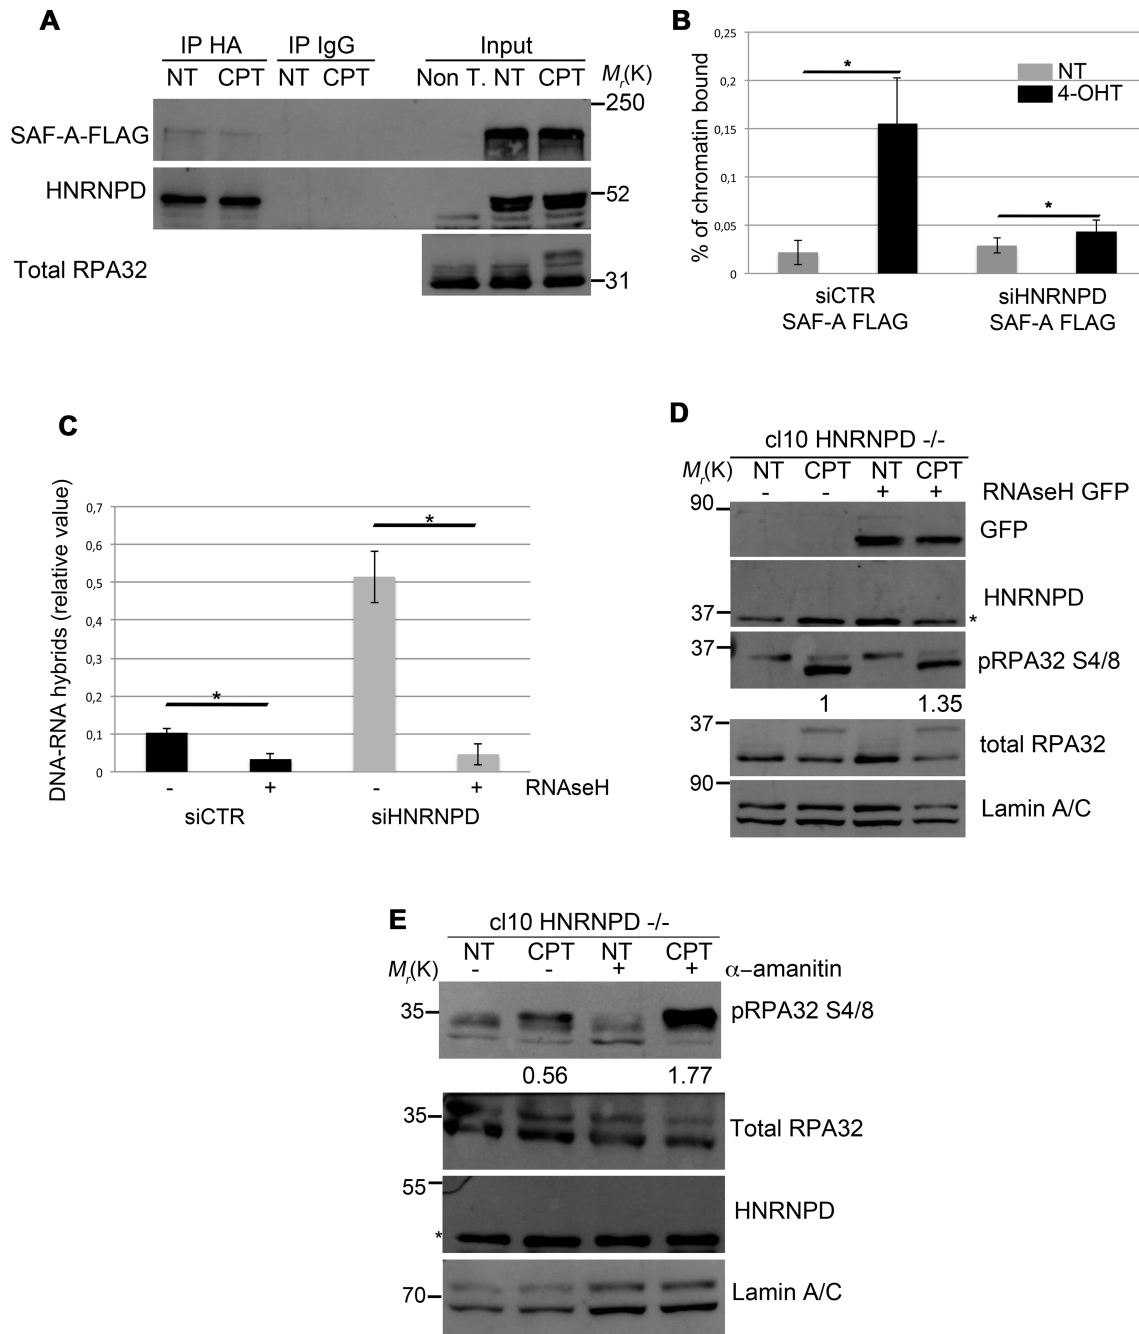 A
IP HA IP IgG Input
NT CPT NT CPT Non T. NT CPT Mr(K)
250
SAF-A-FLAG
HNRNPD
52
Total RPA32
31
B
% of chromatin bound
0,25
0,2
0,15
0,1
0,05
0
* *
NT
4-OHT
siCTR siHNRNPD
SAF-A FLAG SAF-A FLAG
C
DNA-RNA hybrids (relative value)
0,7
0,6
0,5
0,4
0,3
0,2
0,1
0
* *
- + - + RNAseH
siCTR siHNRNPD
D
cl10 HNRNPD -/-
Mr(K) NT CPT NT CPT
- - + + RNAseH GFP
90
GFP
HNRNPD
37
*
37
pRPA32 S4/8
1 1.35
37
total RPA32
90
Lamin A/C
E
cl10 HNRNPD -/-
NT CPT NT CPT
Mr(K) - - + + α–amanitin
35
pRPA32 S4/8
0.56 1.77
35
Total RPA32
55
HNRNPD
*
Lamin A/C
70